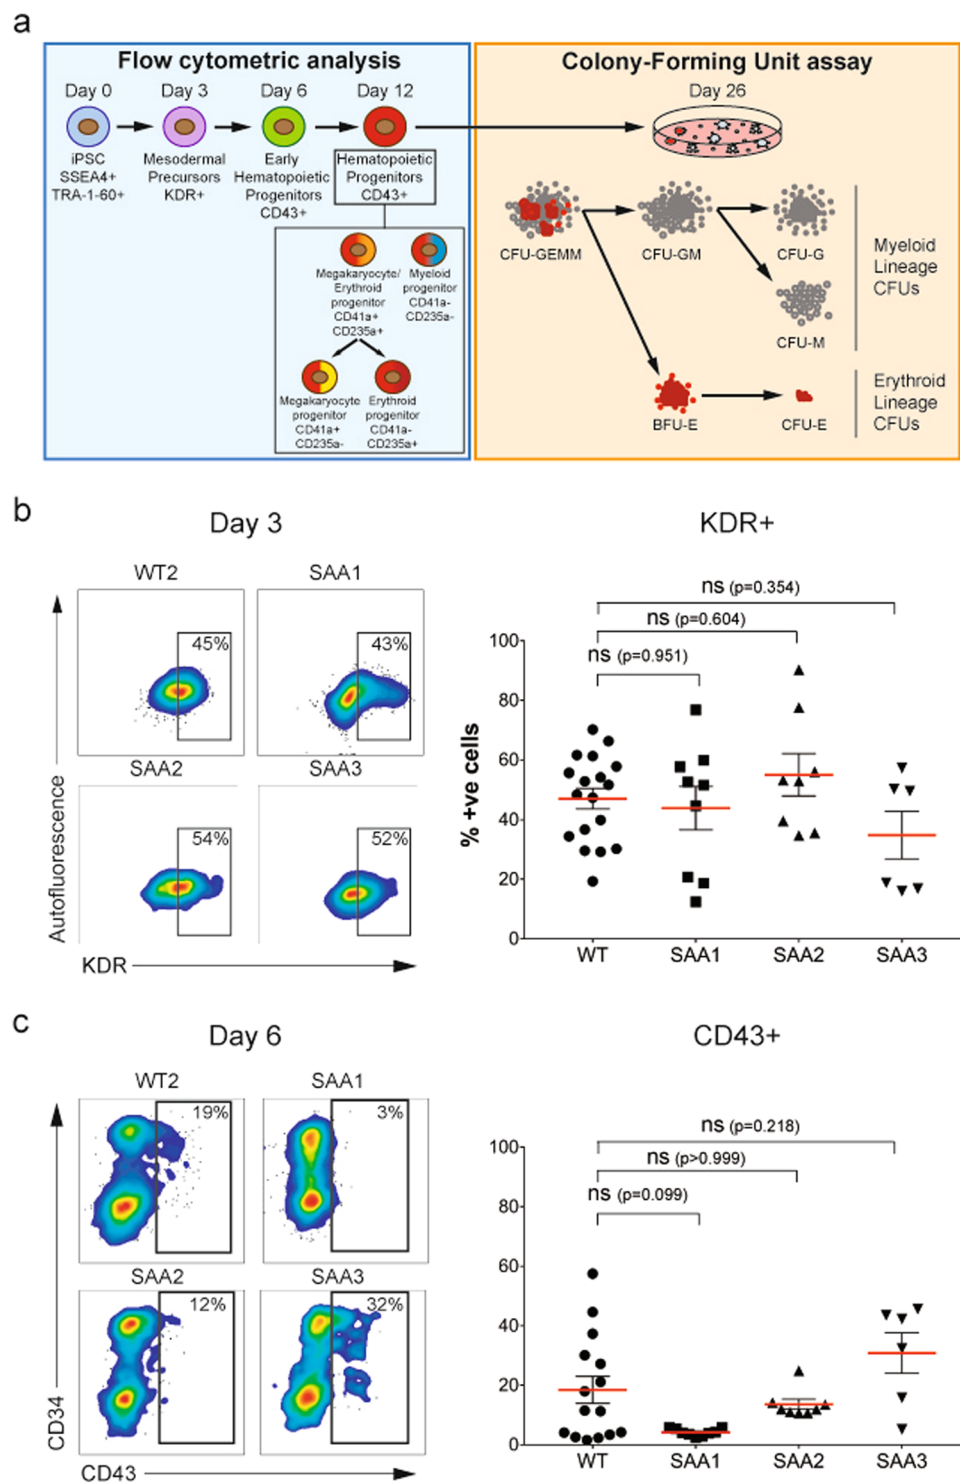 a
Flow cytometric analysis
Day 0
Day 3
Day 6
Day 12
iPSC
SSEA4+
TRA-1-60+
Mesodermal
Precursors
KDR+
Early
Hematopoietic
Progenitors
CD43+
Hematopoietic
Progenitors
CD43+
Megakaryocyte/
Erythroid
progenitor
CD41a+
CD235a+
Myeloid
progenitor
CD41a-
CD235a-
Megakaryocyte
progenitor
CD41a+
CD235a-
Erythroid
progenitor
CD41a-
CD235a+
Colony-Forming Unit assay
Day 26
CFU-GEMM
CFU-GM
CFU-G
CFU-M
Myeloid
Lineage
CFUs
BFU-E
CFU-E
Erythroid
Lineage
CFUs
b
Day 3
WT2
SAA1
45%
43%
SAA2
SAA3
54%
52%
Autofluorescence
KDR
KDR+
ns (p=0.354)
ns (p=0.604)
ns (p=0.951)
% +ve cells
100
80
60
40
20
0
WT
SAA1
SAA2
SAA3
c
Day 6
WT2
SAA1
19%
3%
SAA2
SAA3
12%
32%
CD34
CD43
CD43+
ns (p=0.218)
ns (p>0.999)
ns (p=0.099)
100
80
60
40
20
0
WT
SAA1
SAA2
SAA3